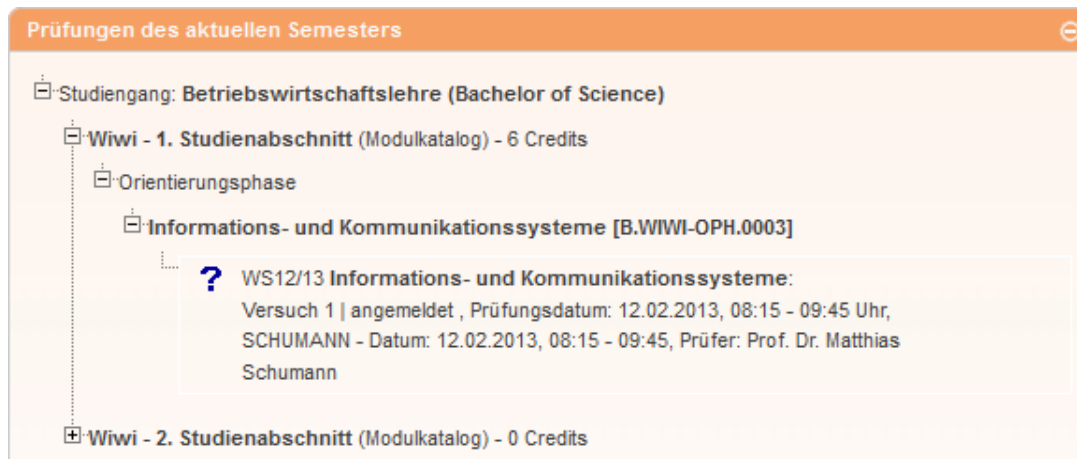 Prüfungen des aktuellen Semesters
Studiengang: Betriebswirtschaftslehre (Bachelor of Science)
Wiwi - 1. Studienabschnitt (Modulkatalog) - 6 Credits
Orientierungsphase
Informations- und Kommunikationssysteme [B.WIWI-OPH.0003]
? WS12/13 Informations- und Kommunikationssysteme:
Versuch 1 | angemeldet , Prüfungsdatum: 12.02.2013, 08:15 - 09:45 Uhr,
SCHUMANN - Datum: 12.02.2013, 08:15 - 09:45, Prüfer: Prof. Dr. Matthias
Schumann
Wiwi - 2. Studienabschnitt (Modulkatalog) - 0 Credits